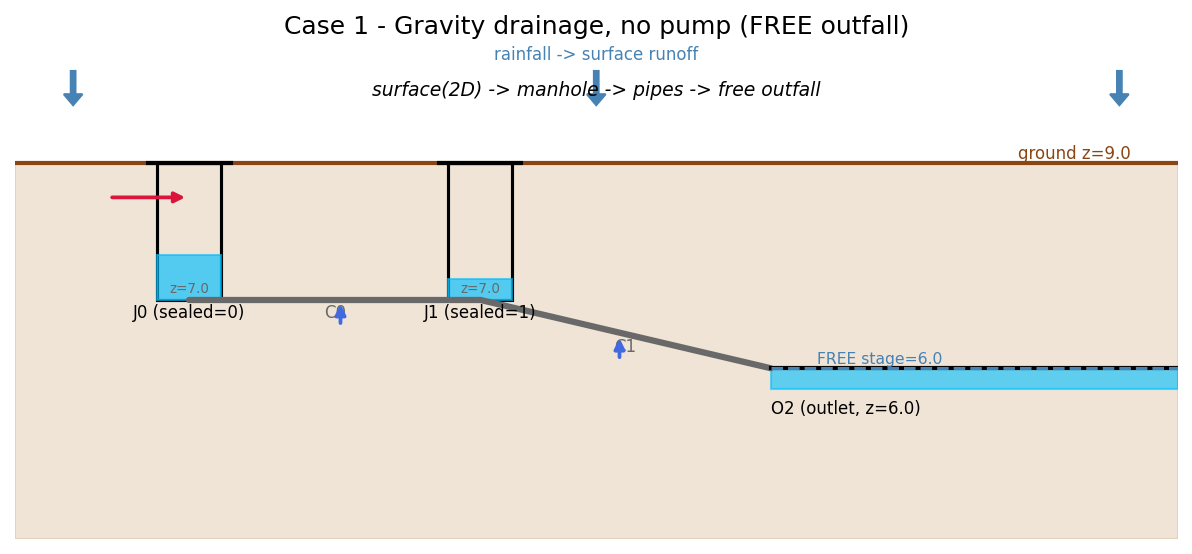 Case 1 - Gravity drainage, no pump (FREE outfall)
rainfall -> surface runoff
surface(2D) -> manhole -> pipes -> free outfall
ground z=9.0
z=7.0
z=7.0
J0 (sealed=0)
C0
J1 (sealed=1)
C1
FREE stage=6.0
O2 (outlet, z=6.0)